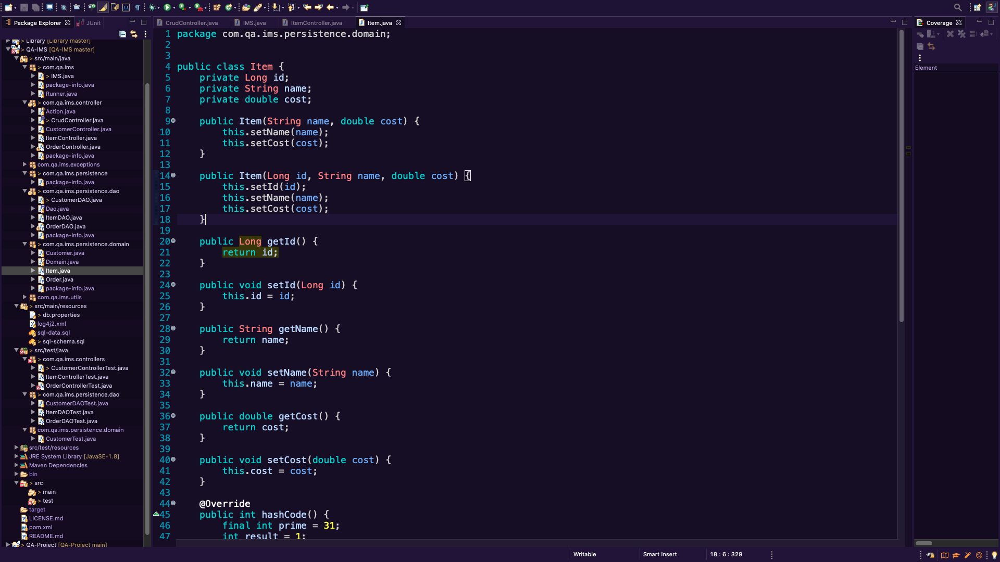 Package Explorer
JUnit
CrudController.java
IMS.java
ItemController.java
Item.java
Coverage
Element
Library [Library master]
> QA-IMS [QA-IMS master]
> src/main/java
> com.qa.ims
> IMS.java
package-info.java
Runner.java
> com.qa.ims.controller
Action.java
> CrudController.java
CustomerController.java
ItemController.java
OrderController.java
package-info.java
com.qa.ims.exceptions
> com.qa.ims.persistence
package-info.java
> com.qa.ims.persistence.dao
> CustomerDAO.java
Dao.java
ItemDAO.java
OrderDAO.java
package-info.java
> com.qa.ims.persistence.domain
Customer.java
Domain.java
Item.java
Order.java
package-info.java
com.qa.ims.utils
> src/main/resources
> db.properties
log4j2.xml
sql-data.sql
> sql-schema.sql
> src/test/java
> com.qa.ims.controllers
> CustomerControllerTest.java
ItemControllerTest.java
OrderControllerTest.java
> com.qa.ims.persistence.dao
CustomerDAOTest.java
ItemDAOTest.java
OrderDAOTest.java
com.qa.ims.persistence.domain
CustomerTest.java
src/test/resources
JRE System Library [JavaSE-1.8]
Maven Dependencies
bin
> src
> main
> test
target
LICENSE.md
pom.xml
README.md
> QA-Project [QA-Project main]
1 package com.qa.ims.persistence.domain;
2
3
4 public class Item {
5 private Long id;
6 private String name;
7 private double cost;
8
9 public Item(String name, double cost) {
10 this.setName(name);
11 this.setCost(cost);
12 }
13
14 public Item(Long id, String name, double cost) {
15 this.setId(id);
16 this.setName(name);
17 this.setCost(cost);
18 }
19
20 public Long getId() {
21 return id;
22 }
23
24 public void setId(Long id) {
25 this.id = id;
26 }
27
28 public String getName() {
29 return name;
30 }
31
32 public void setName(String name) {
33 this.name = name;
34 }
35
36 public double getCost() {
37 return cost;
38 }
39
40 public void setCost(double cost) {
41 this.cost = cost;
42 }
43
44 @Override
45 public int hashCode() {
46 final int prime = 31;
47 int result = 1;
Writable
Smart Insert
18 : 6 : 329